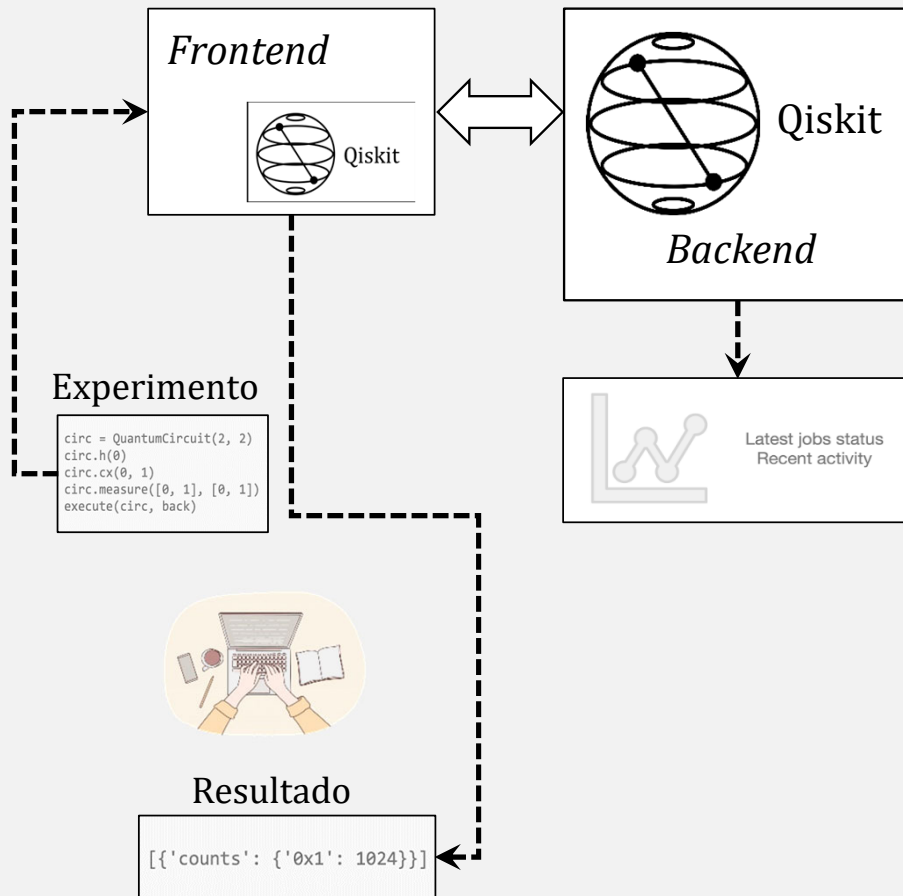 Frontend
Qiskit
Qiskit
Backend
Experimento
circ = QuantumCircuit(2, 2)
circ.h(0)
circ.cx(0, 1)
circ.measure([0, 1], [0, 1])
execute(circ, back)
Latest jobs status
Recent activity
Resultado
[{'counts': {'0x1': 1024}}]